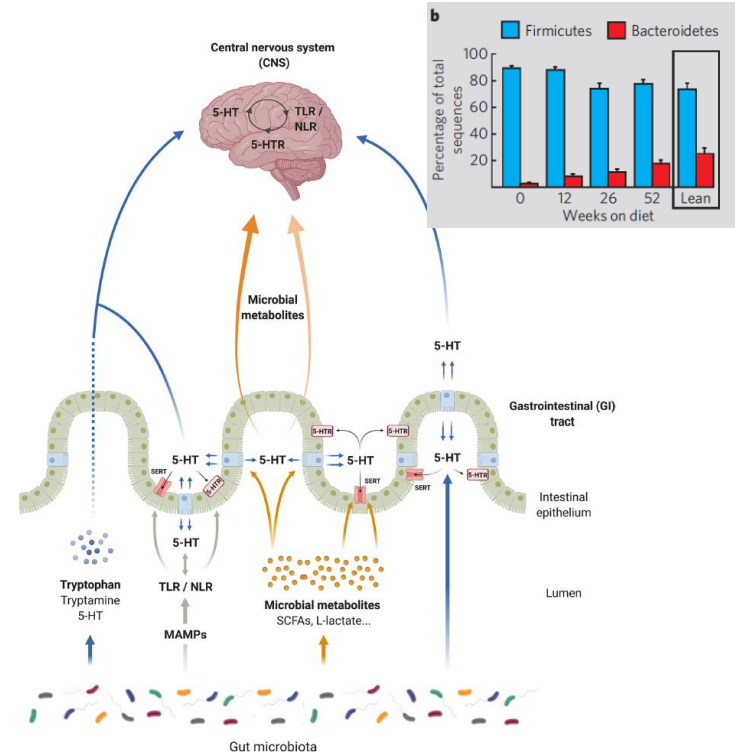 b
Firmicutes
Bacteroidetes
Percentage of total
sequences
100
80
60
40
20
0
12
26
52
Lean
Weeks on diet
Central nervous system
(CNS)
5-HT
TLR /
NLR
5-HTR
Microbial
metabolites
5-HT
Gastrointestinal (GI)
tract
5-HTR
5-HTR
5-HT
5-HT
5-HT
5-HT
SERT
5-HTR
SERT
SERT
5-HTR
Intestinal
epithelium
5-HT
Tryptophan
Tryptamine
5-HT
TLR / NLR
MAMPs
Microbial metabolites
SCFAs, L-lactate...
Lumen
Gut microbiota